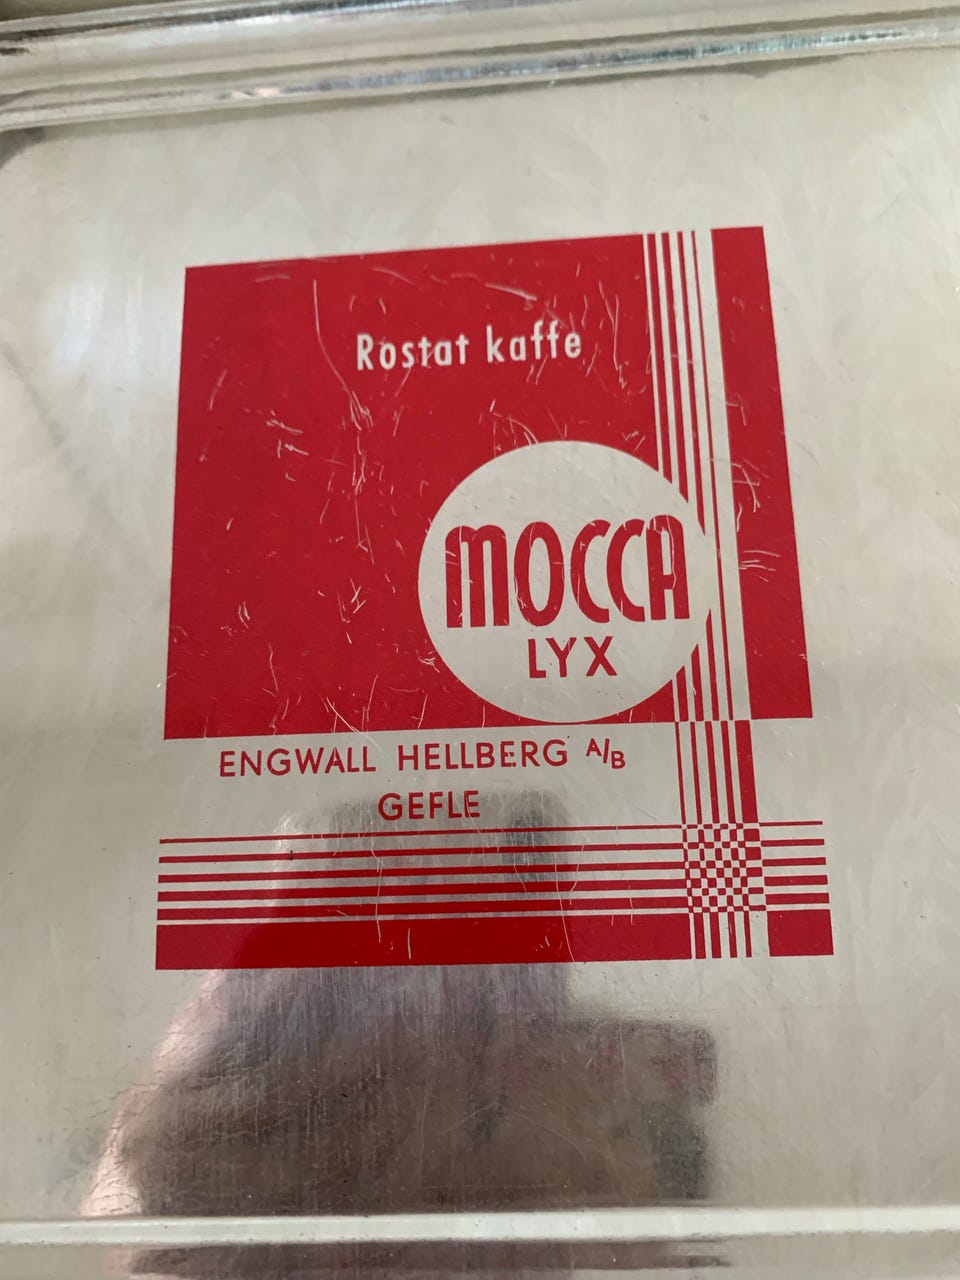 Rostat kaffe
MOCCA
LYX
ENGWALL HELLBERG A/B
GEFLE